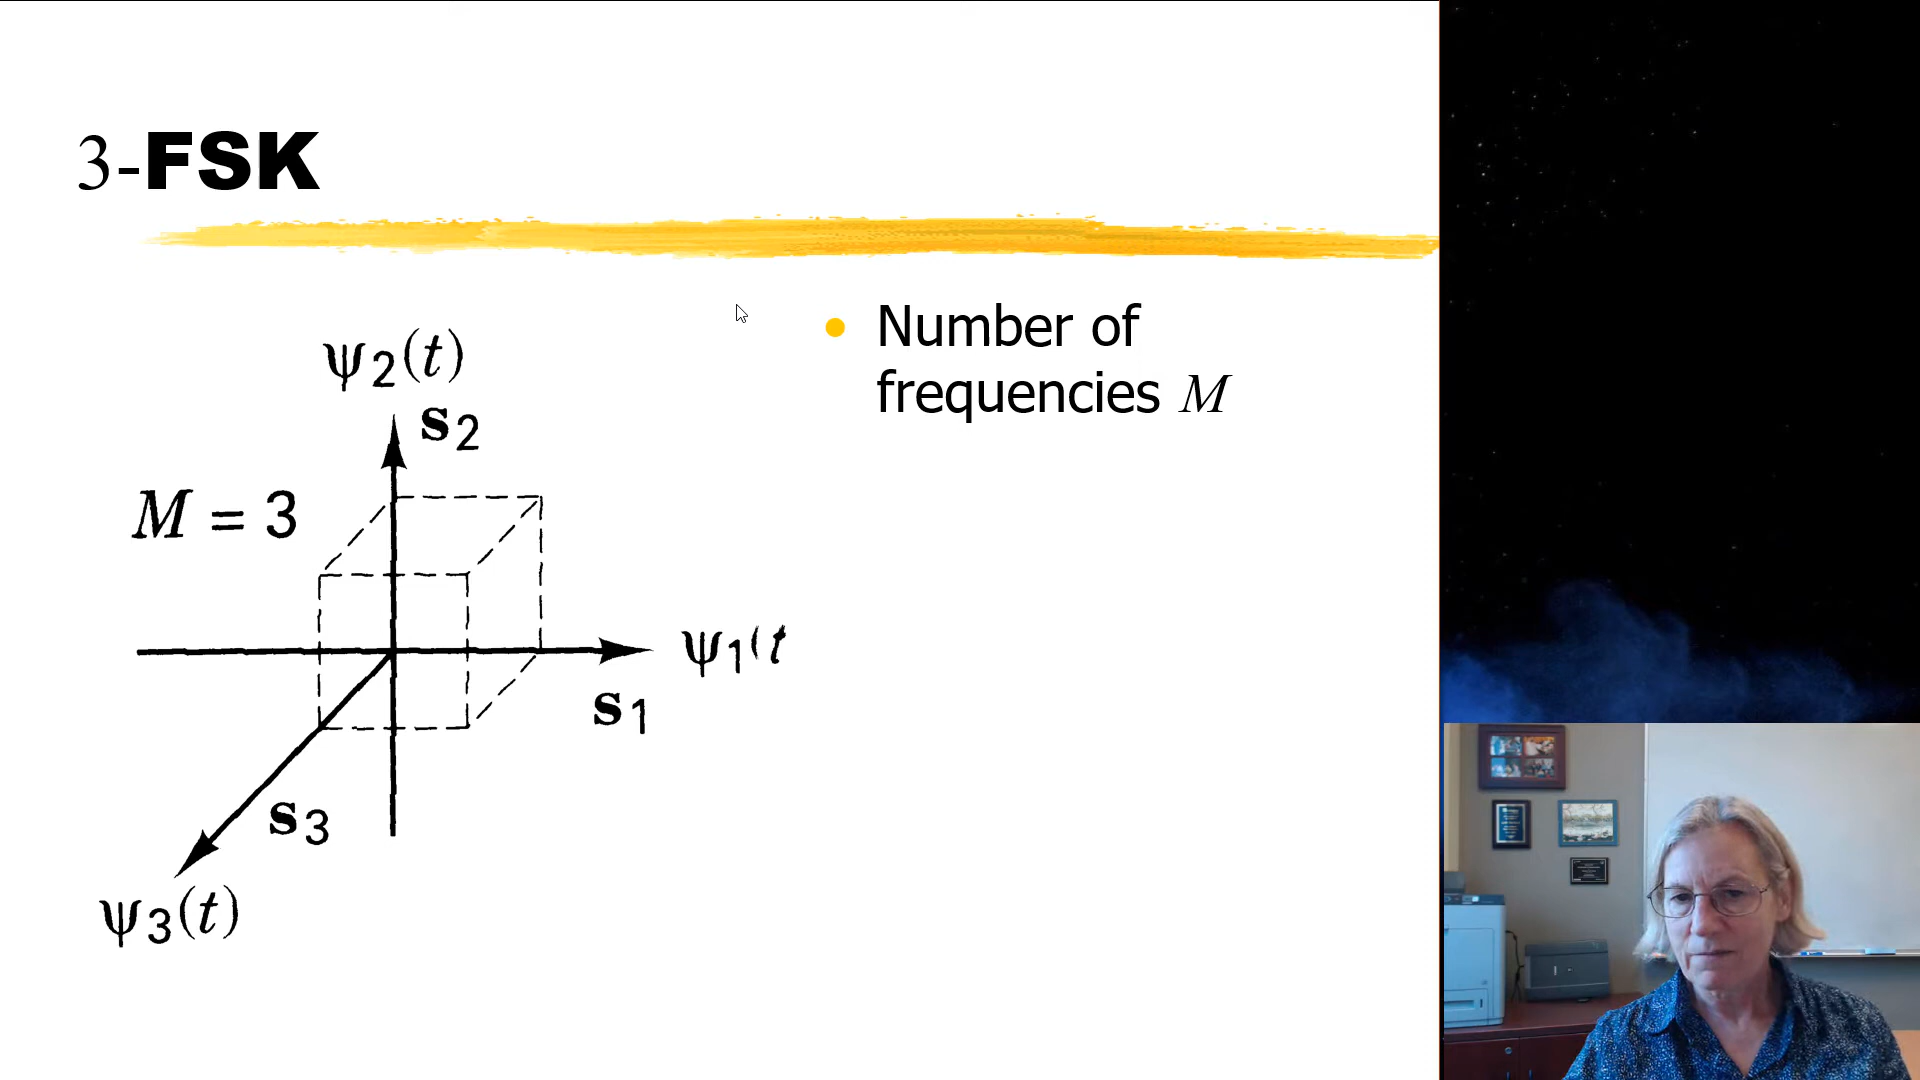 3-FSK
• Number of
frequencies M
ψ2(t)
s2
M = 3
ψ1(t
s1
s3
ψ3(t)